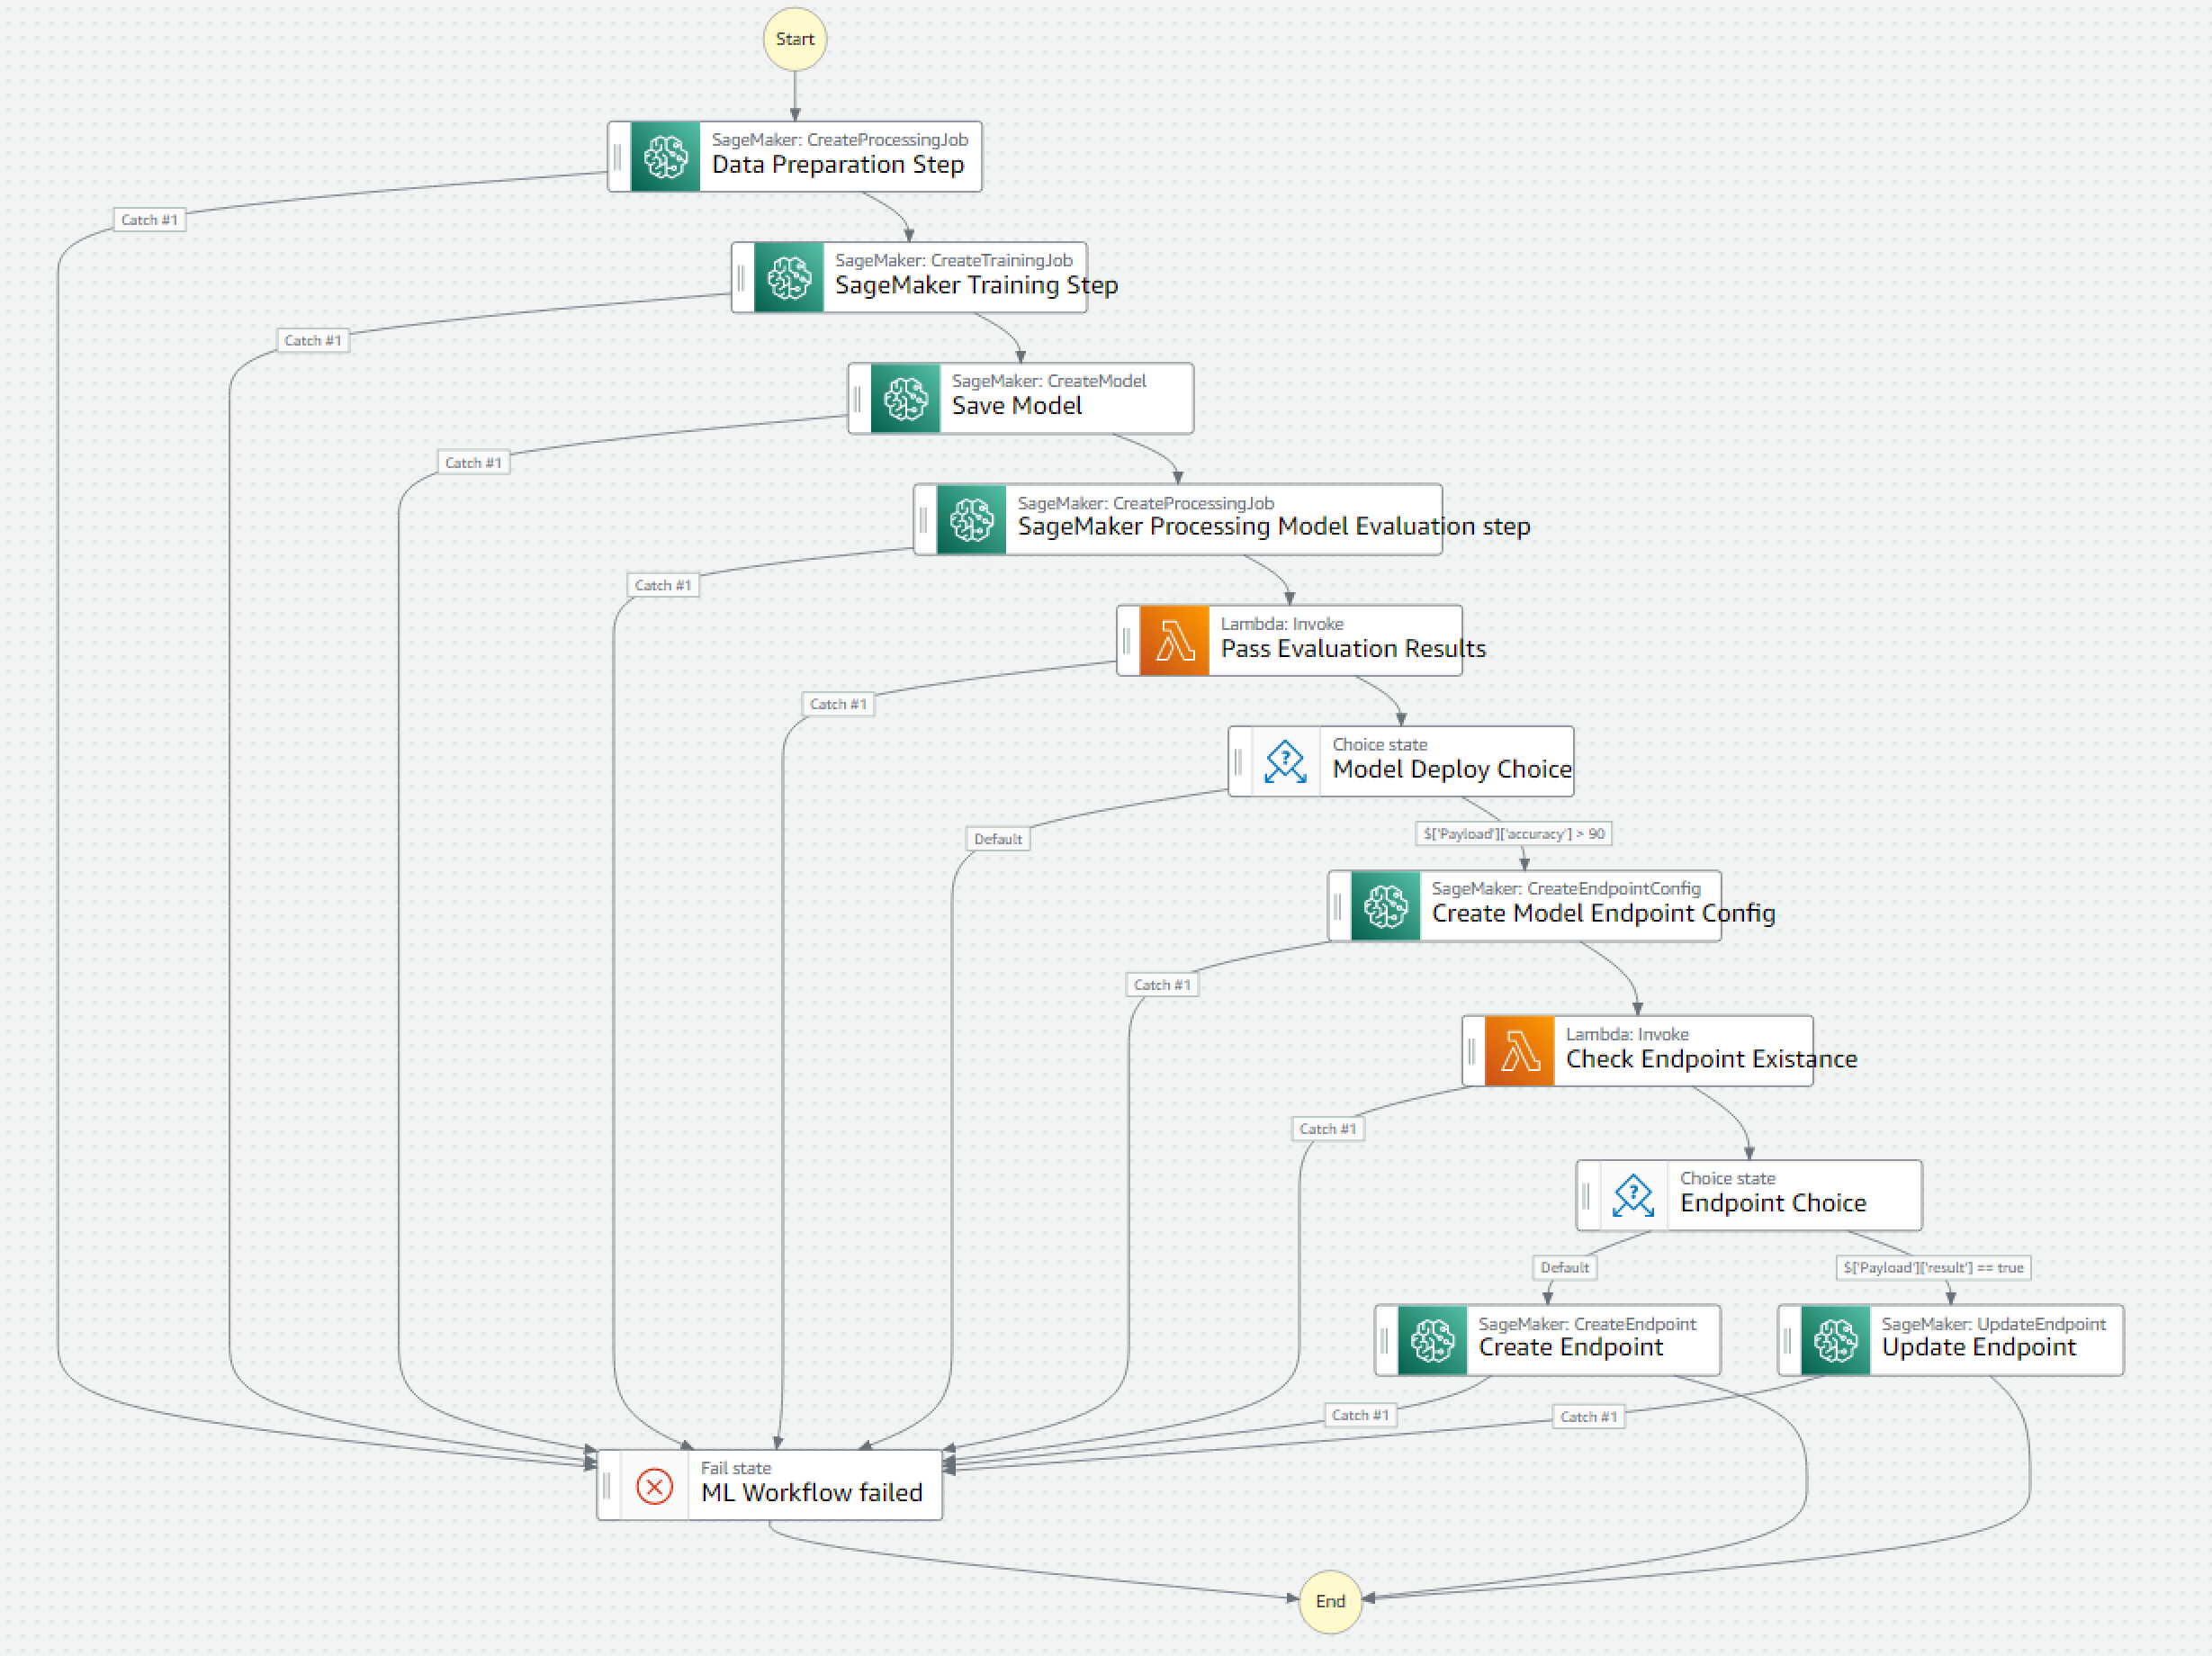 Start
SageMaker: CreateProcessingJob
Data Preparation Step
Catch #1
SageMaker: CreateTrainingJob
SageMaker Training Step
Catch #1
SageMaker: CreateModel
Save Model
Catch #1
SageMaker: CreateProcessingJob
SageMaker Processing Model Evaluation step
Catch #1
Lambda: Invoke
Pass Evaluation Results
Catch #1
Choice state
Model Deploy Choice
Default
$['Payload']['accuracy'] > 90
SageMaker: CreateEndpointConfig
Create Model Endpoint Config
Catch #1
Lambda: Invoke
Check Endpoint Existance
Catch #1
Choice state
Endpoint Choice
Default
$['Payload']['result'] == true
SageMaker: CreateEndpoint
Create Endpoint
SageMaker: UpdateEndpoint
Update Endpoint
Catch #1
Catch #1
Fail state
ML Workflow failed
End